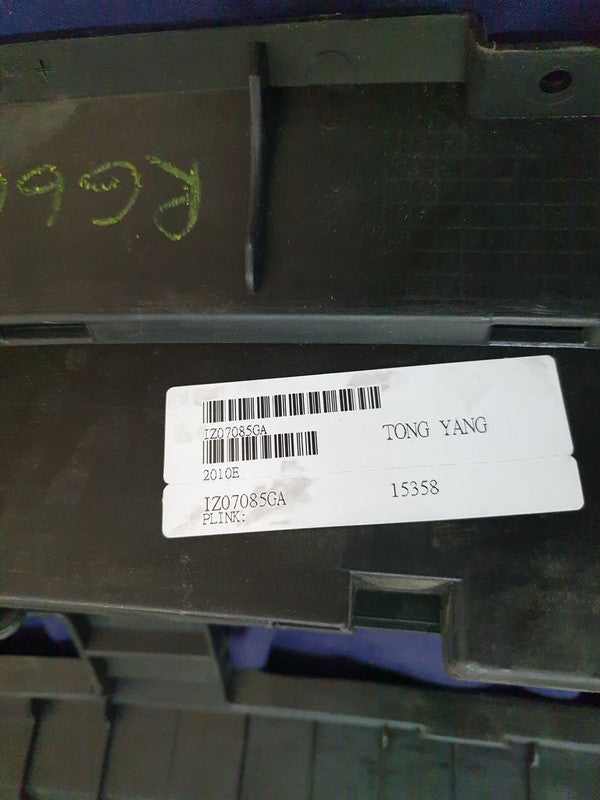 IZ07085GA
TONG YANG
2010E
IZ07085GA
15358
PLINK: